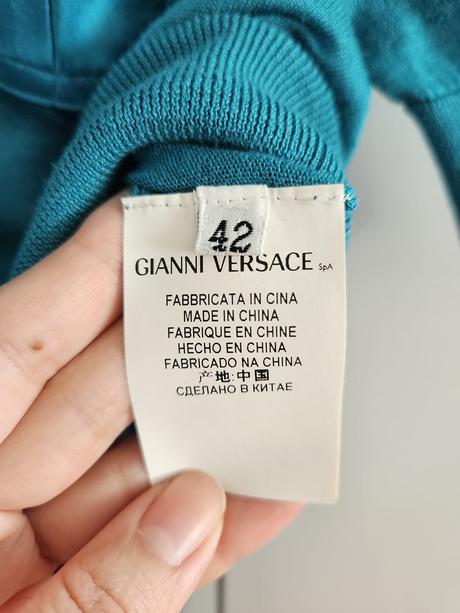 42
GIANNI VERSACE SpA
FABBRICATA IN CINA
MADE IN CHINA
FABRIQUE EN CHINE
HECHO EN CHINA
FABRICADO NA CHINA
产地:中国
СДЕЛАНО В КИТАЕ